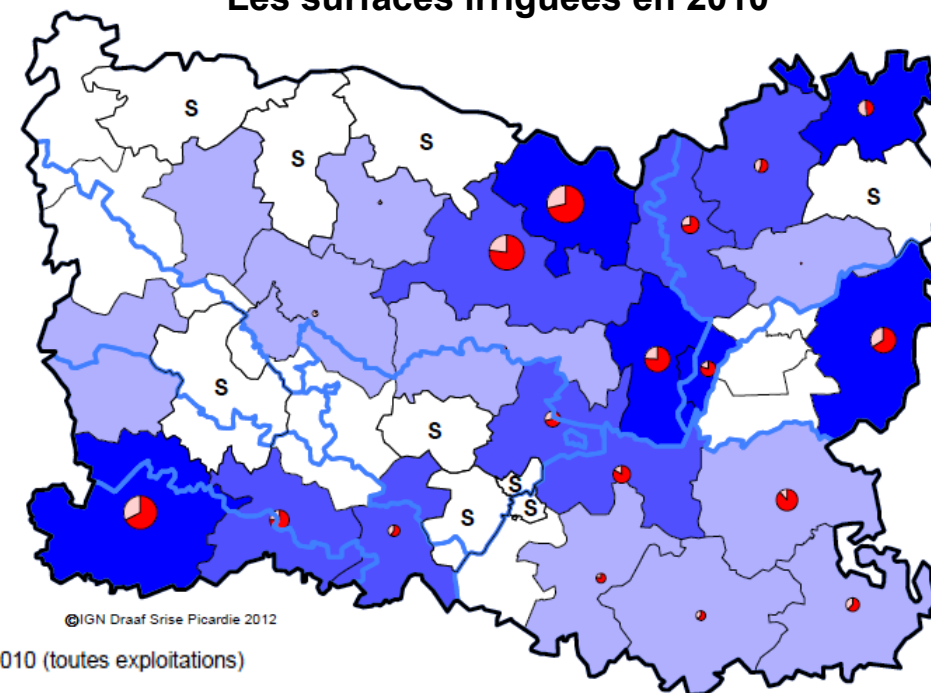 Les surfaces irriguées en 2010
S
S
S
S
S
S
S
S
S
©IGN Draaf Srise Picardie 2012
010 (toutes exploitations)